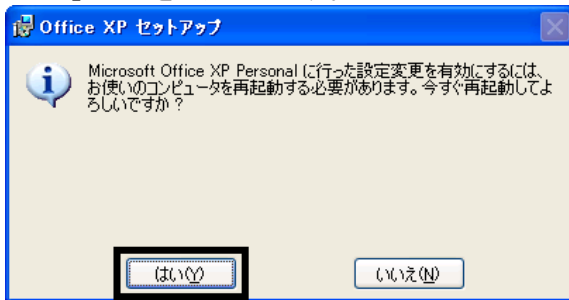 Office XP セットアップ
Microsoft Office XP Personal に行った設定変更を有効にするには、
お使いのコンピュータを再起動する必要があります。今すぐ再起動してよ
ろしいですか？
はい(Y)
いいえ(N)